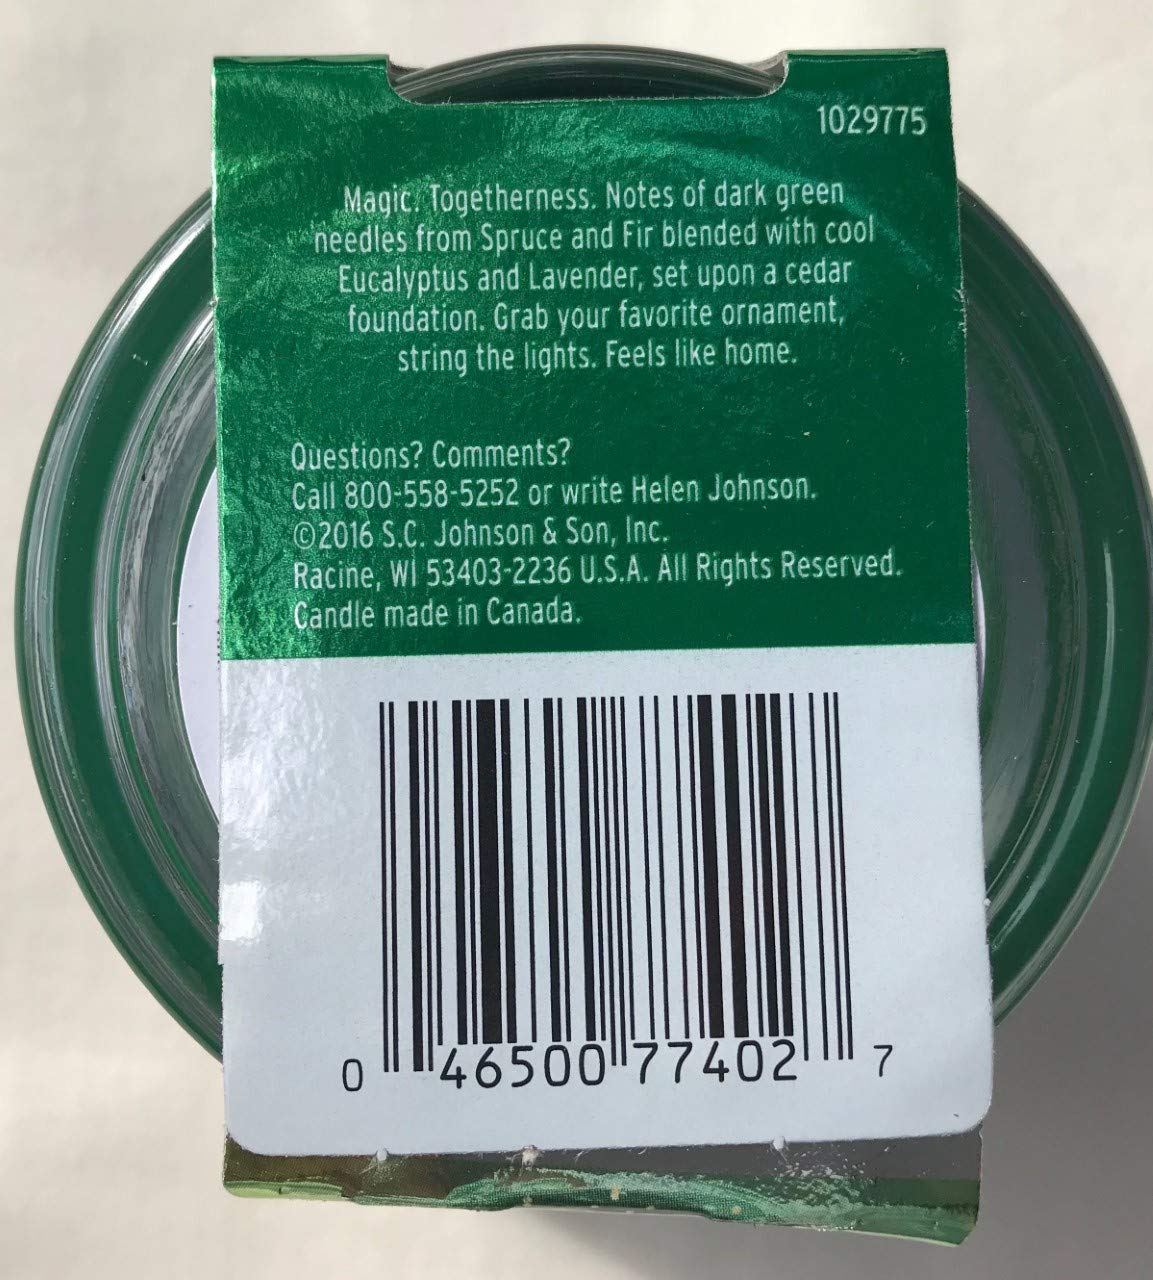 1029775
Magic. Togetherness. Notes of dark green
needles from Spruce and Fir blended with cool
Eucalyptus and Lavender, set upon a cedar
foundation. Grab your favorite ornament,
string the lights. Feels like home.
Questions? Comments?
Call 800-558-5252 or write Helen Johnson.
©2016 S.C. Johnson & Son, Inc.
Racine, WI 53403-2236 U.S.A. All Rights Reserved.
Candle made in Canada.
0 46500 77402 7